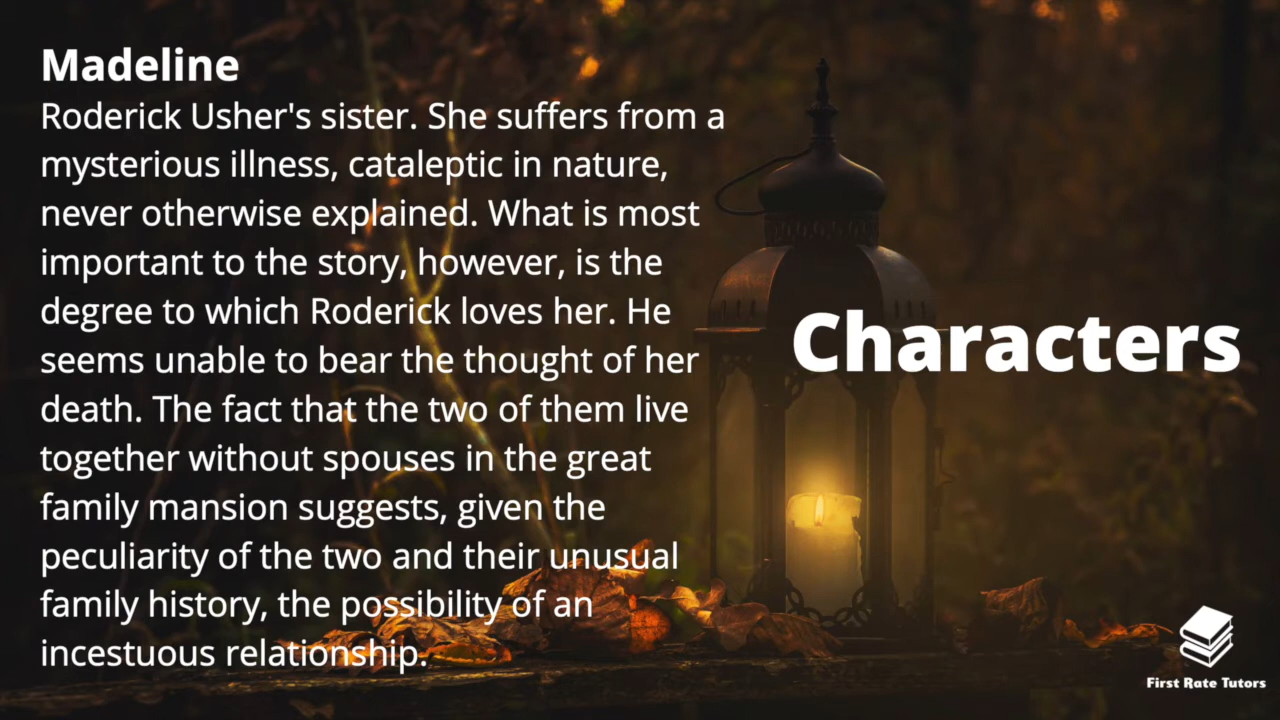 Madeline
Roderick Usher's sister. She suffers from a
mysterious illness, cataleptic in nature,
never otherwise explained. What is most
important to the story, however, is the
degree to which Roderick loves her. He
seems unable to bear the thought of her
death. The fact that the two of them live
together without spouses in the great
family mansion suggests, given the
peculiarity of the two and their unusual
family history, the possibility of an
incestuous relationship.
Characters
First Rate Tutors